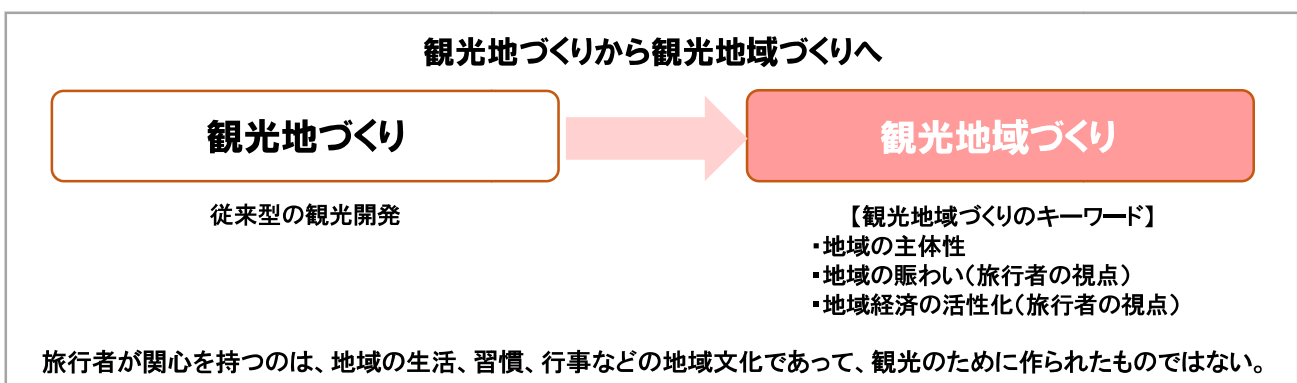 観光地づくりから観光地域づくりへ
観光地づくり
観光地域づくり
従来型の観光開発
【観光地域づくりのキーワード】
・地域の主体性
・地域の賑わい(旅行者の視点)
・地域経済の活性化(旅行者の視点)
旅行者が関心を持つのは、地域の生活、習慣、行事などの地域文化であって、観光のために作られたものではない。